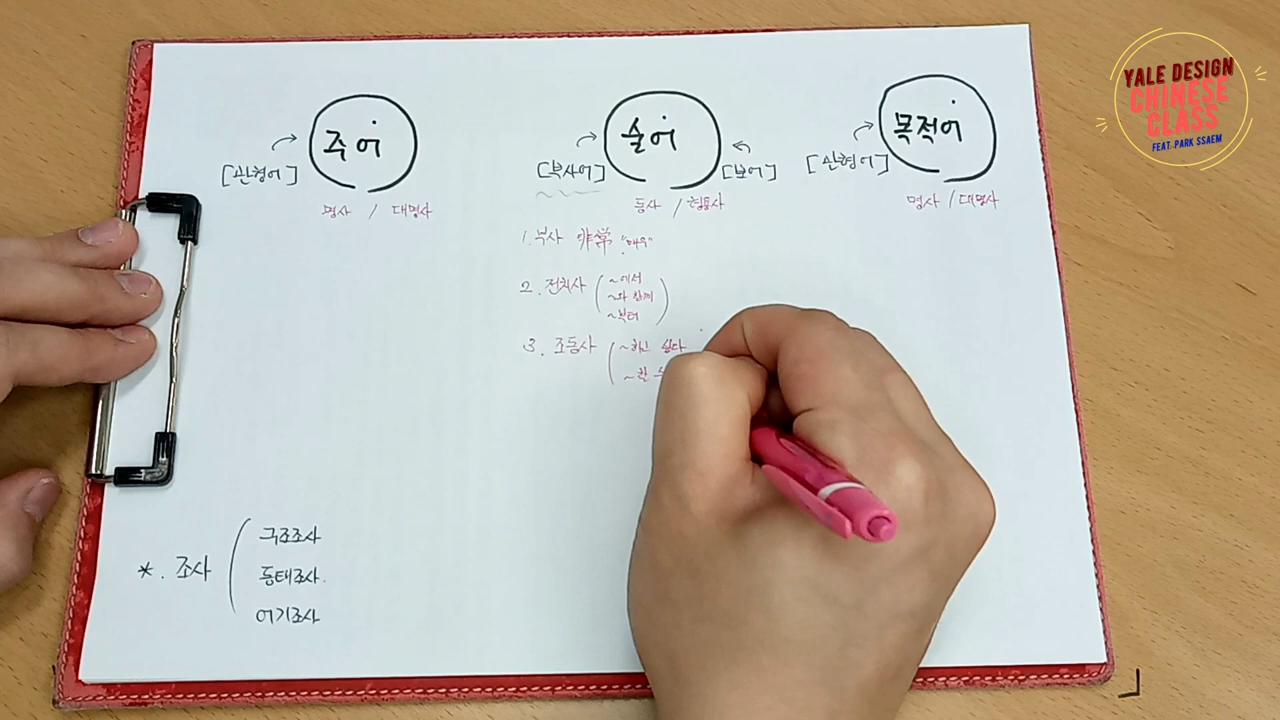 YALE DESIGN
CHINESE
CLASS
FEAT. PARK SSAEM
주어 술어 목적어
[관형어] [부사어] [보어] [관형어]
명사 / 대명사 동사 / 형용사 명사 / 대명사
1. 부사 非常 "매우"
2. 전치사 ( ~에서
~와 함께
~부터 )
3. 조동사 ( ~하고 싶다
~할 수
*. 조사 ( 구조조사
동태조사.
어기조사